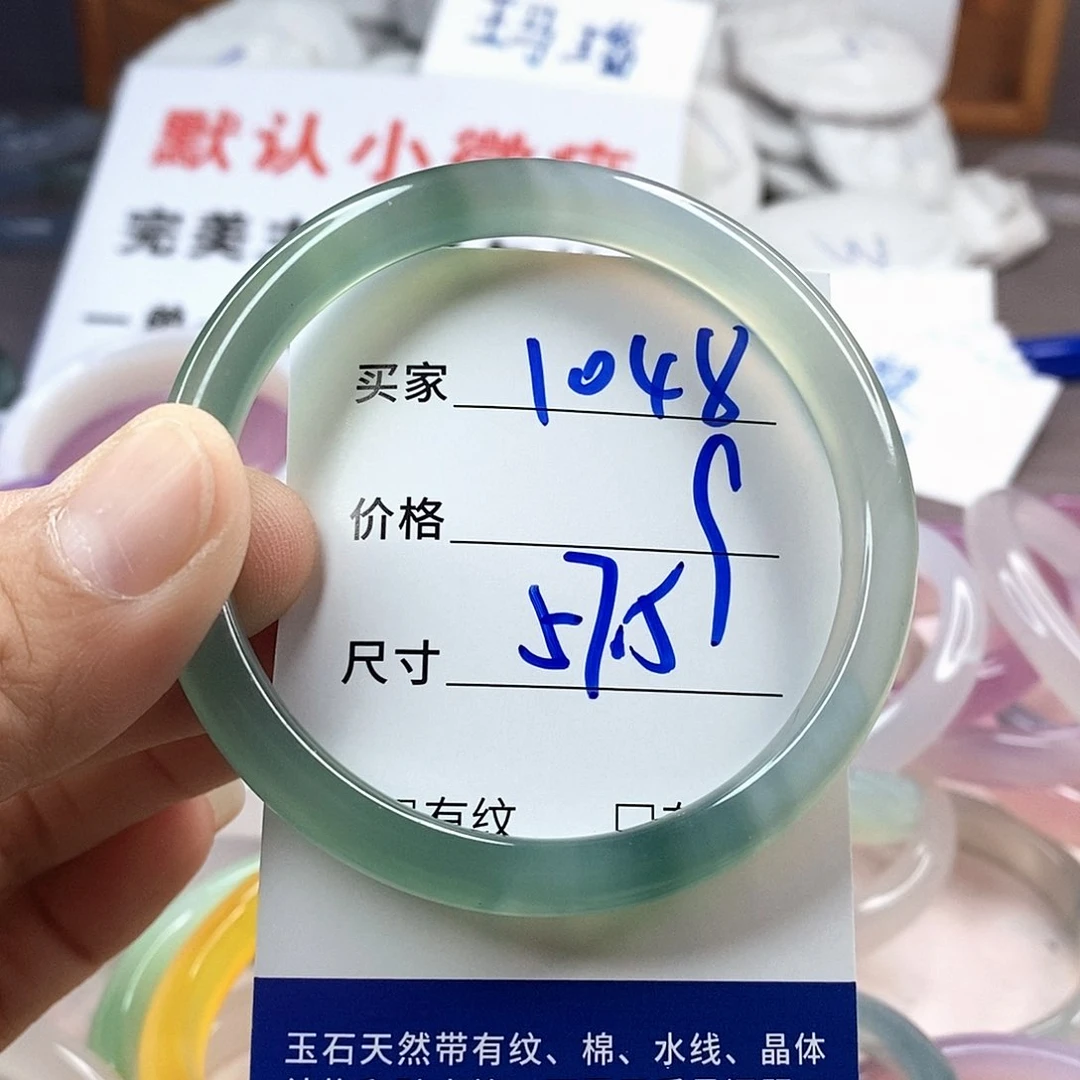 玛瑙
默认小微瑕
完美
买家 1048
价格
尺寸 57.5
有纹 □
玉石天然带有纹、棉、水线、晶体